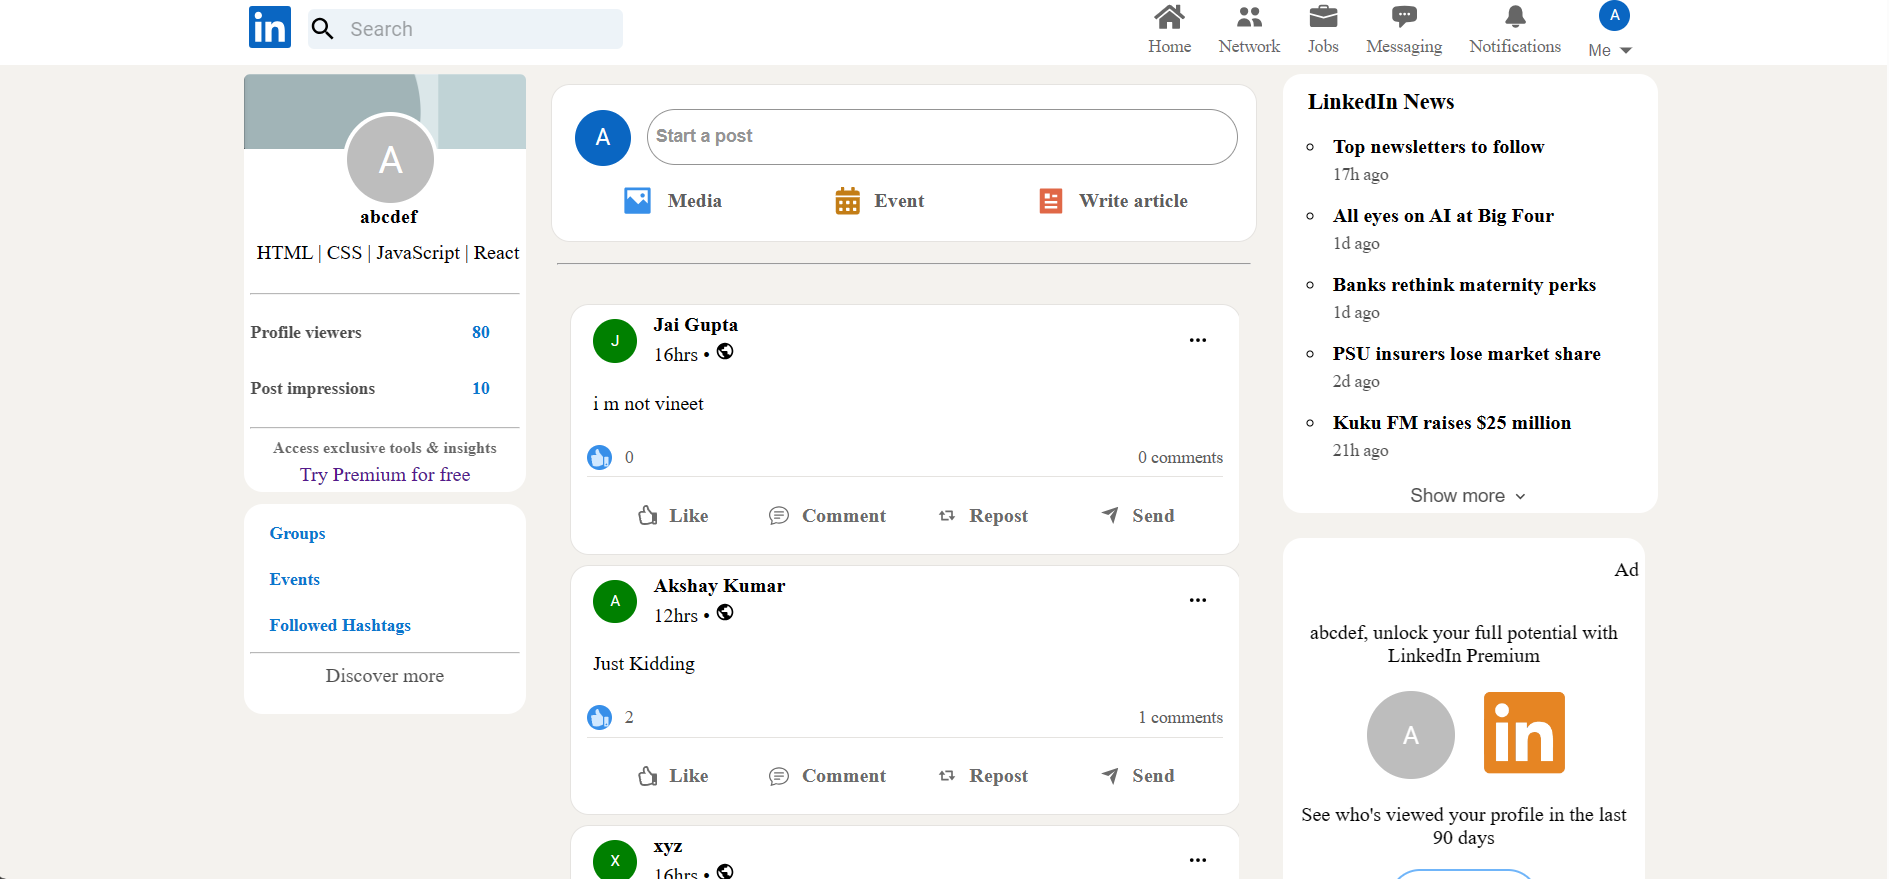 in
Search
Home
Network
Jobs
Messaging
Notifications
A
Me
A
abcdef
HTML | CSS | JavaScript | React
Profile viewers 80
Post impressions 10
Access exclusive tools & insights
Try Premium for free
Groups
Events
Followed Hashtags
Discover more
A
Start a post
Media
Event
Write article
J
Jai Gupta
16hrs •
i m not vineet
0
0 comments
Like
Comment
Repost
Send
A
Akshay Kumar
12hrs •
Just Kidding
2
1 comments
Like
Comment
Repost
Send
X
xyz
16hrs •
LinkedIn News
Top newsletters to follow
17h ago
All eyes on AI at Big Four
1d ago
Banks rethink maternity perks
1d ago
PSU insurers lose market share
2d ago
Kuku FM raises $25 million
21h ago
Show more
Ad
abcdef, unlock your full potential with
LinkedIn Premium
A
in
See who's viewed your profile in the last
90 days